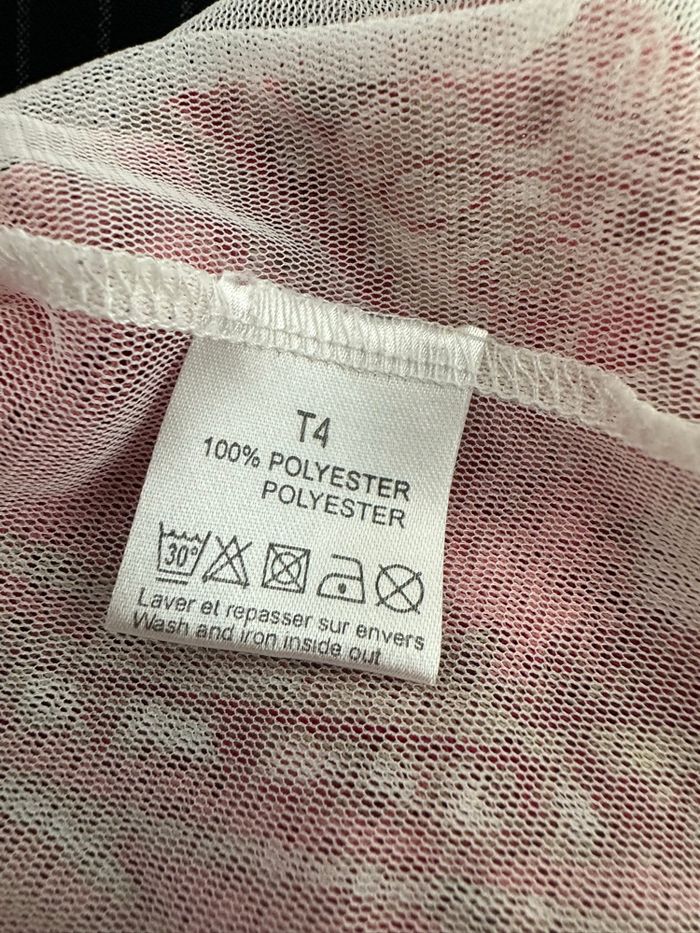 T4
100% POLYESTER
POLYESTER
30°
Laver et repasser sur envers
Wash and iron inside out